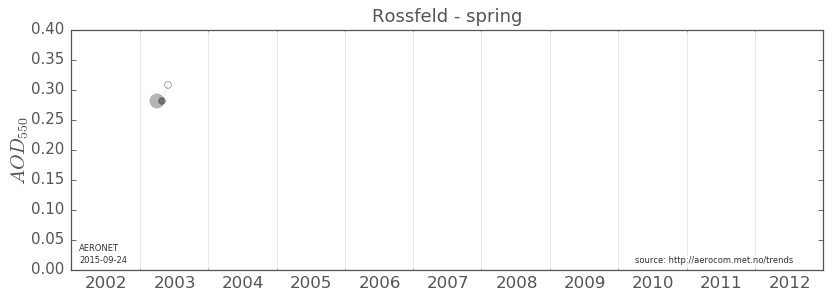 Rossfeld - spring
0.40
0.35
0.30
0.25
0.20
0.15
0.10
0.05
0.00
AOD550
AERONET
2015-09-24
source: http://aerocom.met.no/trends
2002 2003 2004 2005 2006 2007 2008 2009 2010 2011 2012